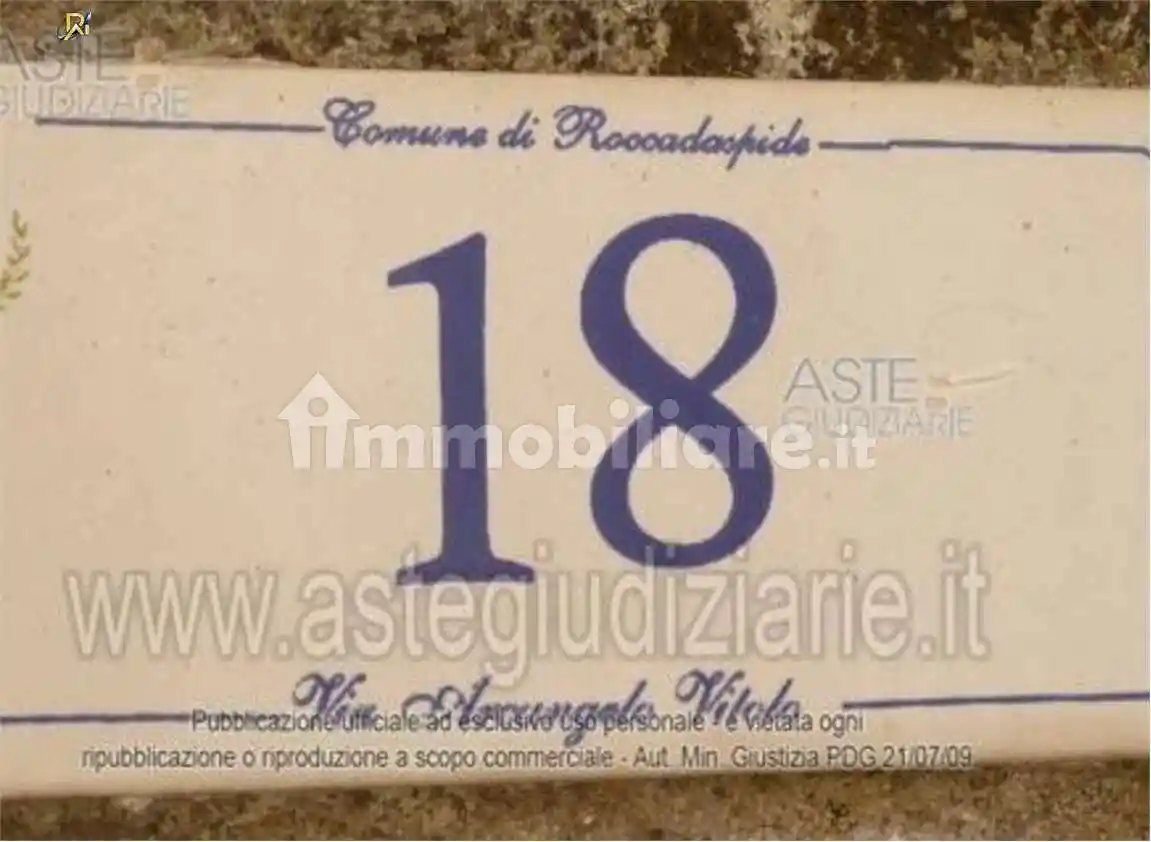 ASTE
GIUDIZIARIE
Comune di Roccadaspide
18
ASTE
GIUDIZIARIE
immobiliare.it
www.astegiudiziarie.it
Via Arcangelo Vitolo
Pubblicazione ufficiale ad esclusivo uso personale - è vietata ogni
ripubblicazione o riproduzione a scopo commerciale - Aut. Min. Giustizia PDG 21/07/09